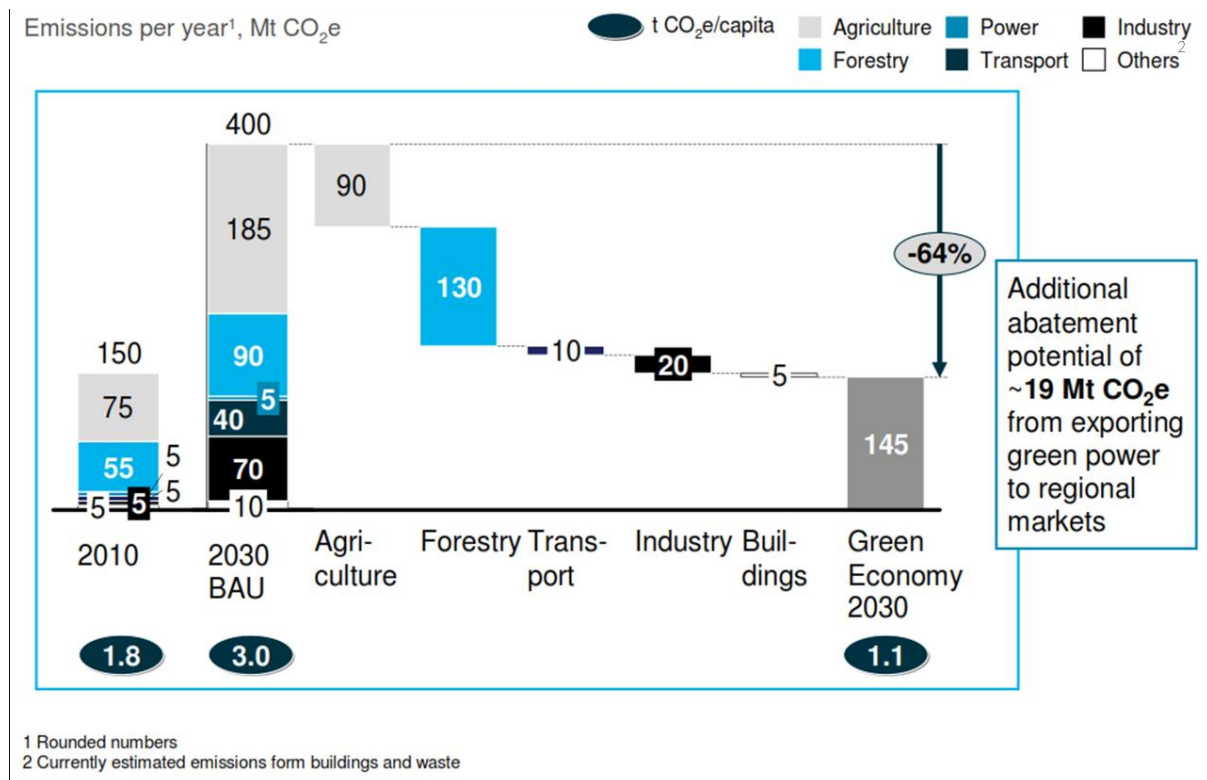 Emissions per year¹, Mt CO₂e
t CO₂e/capita
Agriculture
Power
Industry
Forestry
Transport
Others²
400
90
185
-64%
130
Additional
abatement
potential of
~19 Mt CO₂e
from exporting
green power
to regional
markets
150
90
10
20
5
75
5
40
145
55
5
70
5
5
5
10
2010
2030
BAU
Agri-
culture
Forestry
Trans-
port
Industry
Buil-
dings
Green
Economy
2030
1.8
3.0
1.1
1 Rounded numbers
2 Currently estimated emissions form buildings and waste